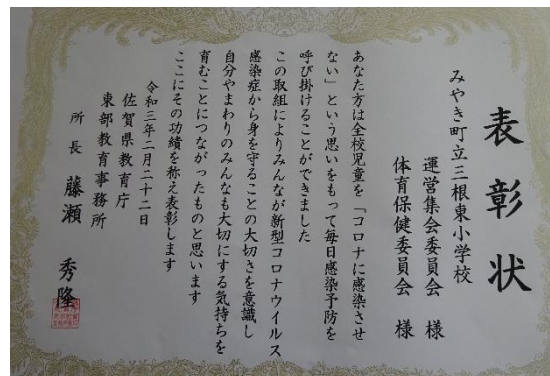 表彰状
みやき町立三根東小学校
運営集会委員会 様
体育保健委員会 様
あなた方は全校児童を「コロナに感染させ
ない」という思いをもって毎日感染予防を
呼び掛けることができました
この取組によりみんなが新型コロナウイルス
感染症から身を守ることの大切さを意識し
自分やまわりのみんなも大切にする気持ちを
育むことにつながったものと思います
ここにその功績を称え表彰します
令和三年二月二十二日
佐賀県教育庁
東部教育事務所
所長 藤瀬 秀隆